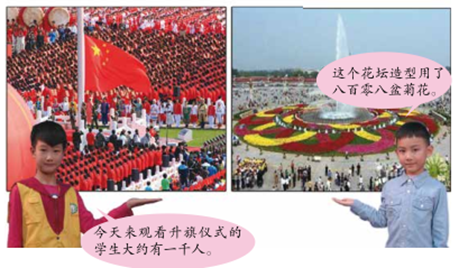 这个花坛造型用了
八百零八盆菊花。
今天来观看升旗仪式的
学生大约有一千人。